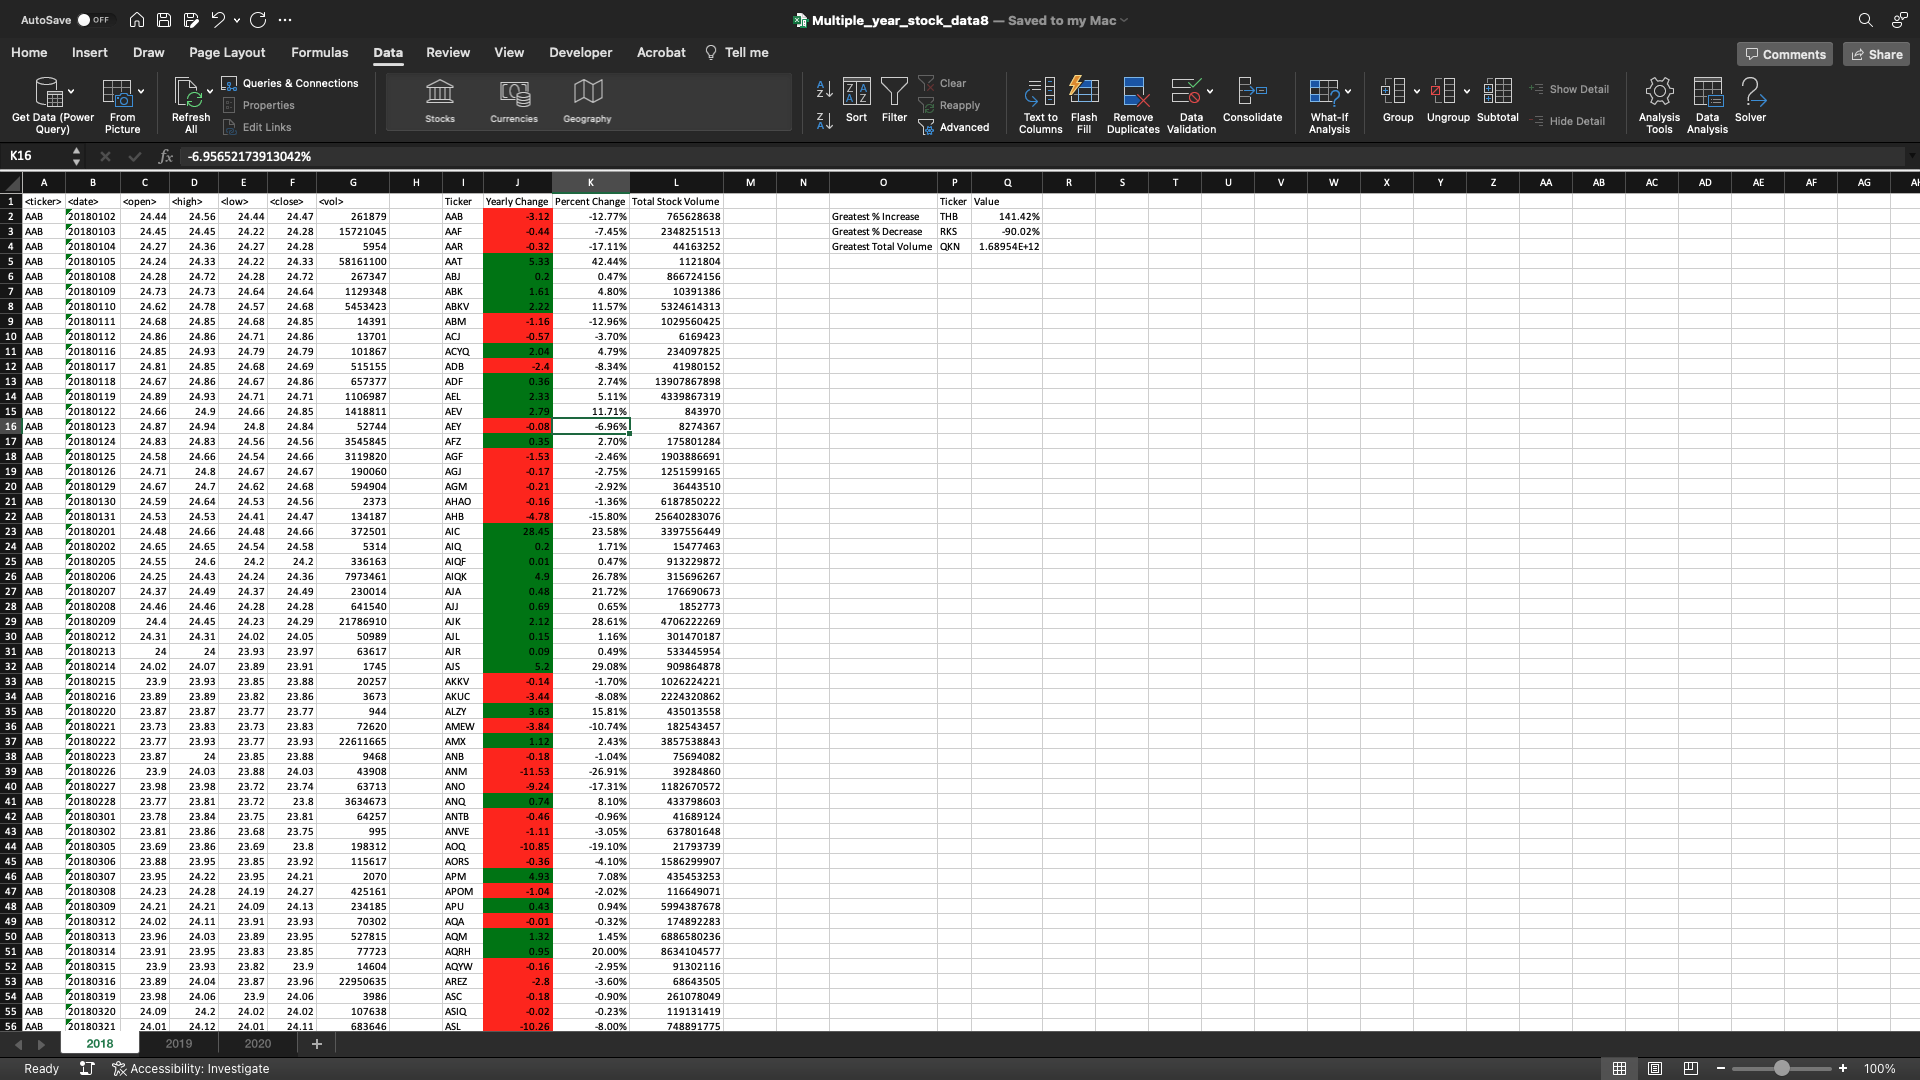 AutoSave OFF
Multiple_year_stock_data8 — Saved to my Mac
Home Insert Draw Page Layout Formulas Data Review View Developer Acrobat Tell me Comments Share
Get Data (Power Query) From Picture Refresh All Queries & Connections Properties Edit Links Stocks Currencies Geography Sort Filter Clear Reapply Advanced Text to Columns Flash Fill Remove Duplicates Data Validation Consolidate What-If Analysis Group Ungroup Subtotal Show Detail Hide Detail Analysis Tools Data Analysis Solver
K16 fx -6.95652173913042%
A B C D E F G H I J K L M N O P Q R S T U V W X Y Z AA AB AC AD AE AF AG AH
1 <ticker> <date> <open> <high> <low> <close> <vol> Ticker Yearly Change Percent Change Total Stock Volume Ticker Value
2 AAB 20180102 24.44 24.56 24.44 24.47 261879 AAB -3.12 -12.77% 765628638 Greatest % Increase THB 141.42%
3 AAB 20180103 24.45 24.45 24.22 24.28 15721045 AAF -0.44 -7.45% 2348251513 Greatest % Decrease RKS -90.02%
4 AAB 20180104 24.27 24.36 24.27 24.28 5954 AAR -0.32 -17.11% 44163252 Greatest Total Volume QKN 1.68954E+12
5 AAB 20180105 24.24 24.33 24.22 24.33 58161100 AAT 5.33 42.44% 1121804
6 AAB 20180108 24.28 24.72 24.28 24.72 267347 ABJ 0.2 0.47% 866724156
7 AAB 20180109 24.73 24.73 24.64 24.64 1129348 ABK 1.61 4.80% 10391386
8 AAB 20180110 24.62 24.78 24.57 24.68 5453423 ABKV 2.22 11.57% 5324614313
9 AAB 20180111 24.68 24.85 24.68 24.85 14391 ABM -1.16 -12.96% 1029560425
10 AAB 20180112 24.86 24.86 24.71 24.86 13701 ACJ -0.57 -3.70% 6169423
11 AAB 20180116 24.85 24.93 24.79 24.79 101867 ACYQ 2.04 4.79% 234097825
12 AAB 20180117 24.81 24.85 24.68 24.69 515155 ADB -2.4 -8.34% 41980152
13 AAB 20180118 24.67 24.86 24.67 24.86 657377 ADF 0.36 2.74% 13907867898
14 AAB 20180119 24.89 24.93 24.71 24.71 1106987 AEL 2.33 5.11% 4339867319
15 AAB 20180122 24.66 24.9 24.66 24.85 1418811 AEV 2.79 11.71% 843970
16 AAB 20180123 24.87 24.94 24.8 24.84 52744 AEY -0.08 -6.96% 8274367
17 AAB 20180124 24.83 24.83 24.56 24.56 3545845 AFZ 0.35 2.70% 175801284
18 AAB 20180125 24.58 24.66 24.54 24.66 3119820 AGF -1.53 -2.46% 1903886691
19 AAB 20180126 24.71 24.8 24.67 24.67 190060 AGJ -0.17 -2.75% 1251599165
20 AAB 20180129 24.67 24.7 24.62 24.68 594904 AGM -0.21 -2.92% 36443510
21 AAB 20180130 24.59 24.64 24.53 24.56 2373 AHAO -0.16 -1.36% 6187850222
22 AAB 20180131 24.53 24.53 24.41 24.47 134187 AHB -4.78 -15.80% 25640283076
23 AAB 20180201 24.48 24.66 24.48 24.66 372501 AIC 28.45 23.58% 3397556449
24 AAB 20180202 24.65 24.65 24.54 24.58 5314 AIQ 0.2 1.71% 15477463
25 AAB 20180205 24.55 24.6 24.2 24.2 336163 AIQF 0.01 0.47% 913229872
26 AAB 20180206 24.25 24.43 24.24 24.36 7973461 AIQK 4.9 26.78% 315696267
27 AAB 20180207 24.37 24.49 24.37 24.49 230014 AJA 0.48 21.72% 176690673
28 AAB 20180208 24.46 24.46 24.28 24.28 641540 AJJ 0.69 0.65% 1852773
29 AAB 20180209 24.4 24.45 24.23 24.29 21786910 AJK 2.12 28.61% 4706222269
30 AAB 20180212 24.31 24.31 24.02 24.05 50989 AJL 0.15 1.16% 301470187
31 AAB 20180213 24 24 23.93 23.97 63617 AJR 0.09 0.49% 533445954
32 AAB 20180214 24.02 24.07 23.89 23.91 1745 AJS 5.2 29.08% 909864878
33 AAB 20180215 23.9 23.93 23.85 23.88 20257 AKKV -0.14 -1.70% 1026224221
34 AAB 20180216 23.89 23.89 23.82 23.86 3673 AKUC -3.44 -8.08% 2224320862
35 AAB 20180220 23.87 23.87 23.77 23.77 944 ALZY 3.63 15.81% 435013558
36 AAB 20180221 23.73 23.83 23.73 23.83 72620 AMEW -3.84 -10.74% 182543457
37 AAB 20180222 23.77 23.93 23.77 23.93 22611665 AMX 1.12 2.43% 3857538843
38 AAB 20180223 23.87 24 23.85 23.88 9468 ANB -0.18 -1.04% 75694082
39 AAB 20180226 23.9 24.03 23.88 24.03 43908 ANM -11.53 -26.91% 39284860
40 AAB 20180227 23.98 23.98 23.72 23.74 63713 ANO -9.24 -17.31% 1182670572
41 AAB 20180228 23.77 23.81 23.72 23.8 3634673 ANQ 0.74 8.10% 433798603
42 AAB 20180301 23.78 23.84 23.75 23.81 64257 ANTB -0.46 -0.96% 41689124
43 AAB 20180302 23.81 23.86 23.68 23.75 995 ANVE -1.11 -3.05% 637801648
44 AAB 20180305 23.69 23.86 23.69 23.8 198312 AOQ -10.85 -19.10% 21793739
45 AAB 20180306 23.88 23.95 23.85 23.92 115617 AORS -0.36 -4.10% 1586299907
46 AAB 20180307 23.95 24.22 23.95 24.21 2070 APM 4.93 7.08% 435453253
47 AAB 20180308 24.23 24.28 24.19 24.27 425161 APOM -1.04 -2.02% 116649071
48 AAB 20180309 24.21 24.21 24.09 24.13 234185 APU 0.43 0.94% 5994387678
49 AAB 20180312 24.02 24.11 23.91 23.93 70302 AQA -0.01 -0.32% 174892283
50 AAB 20180313 23.96 24.03 23.89 23.95 527815 AQM 1.32 1.45% 6886580236
51 AAB 20180314 23.91 23.95 23.83 23.85 77723 AQRH 0.95 20.00% 8634104577
52 AAB 20180315 23.9 23.93 23.82 23.9 14604 AQYW -0.16 -2.95% 91302116
53 AAB 20180316 23.89 24.04 23.87 23.96 22950635 AREZ -2.8 -3.60% 68643505
54 AAB 20180319 23.98 24.06 23.9 24.06 3986 ASC -0.18 -0.90% 261078049
55 AAB 20180320 24.09 24.2 24.02 24.02 107638 ASIQ -0.02 -0.23% 119131419
56 AAB 20180321 24.01 24.12 24.01 24.11 683646 ASL -10.26 -8.00% 748891775
2018 2019 2020 +
Ready Accessibility: Investigate 100%